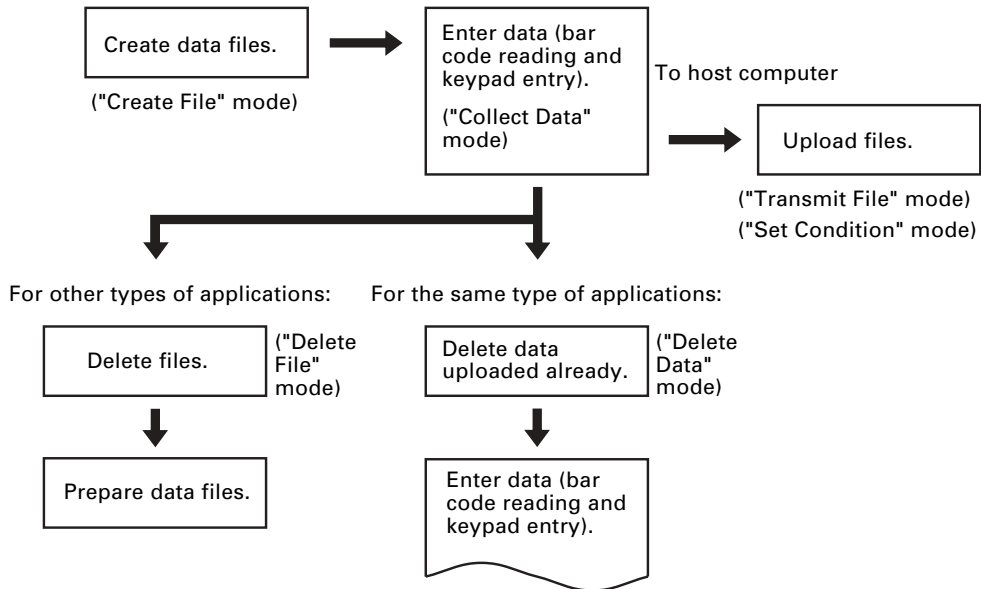 Create data files.
("Create File" mode)
Enter data (bar
code reading and
keypad entry).
("Collect Data"
mode)
To host computer
Upload files.
("Transmit File" mode)
("Set Condition" mode)
For other types of applications:
Delete files.
("Delete
File"
mode)
Prepare data files.
For the same type of applications:
Delete data
uploaded already.
("Delete
Data"
mode)
Enter data (bar
code reading and
keypad entry).